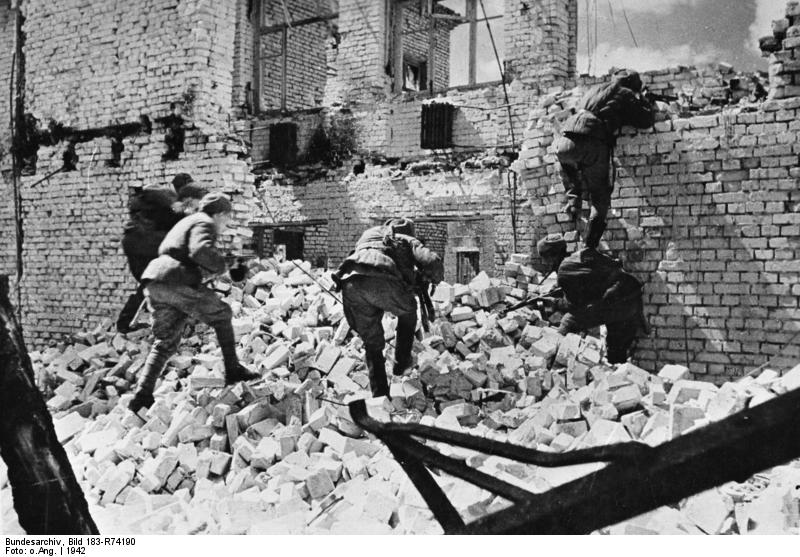 Bundesarchiv, Bild 183-R74190
Foto: o.Ang. | 1942